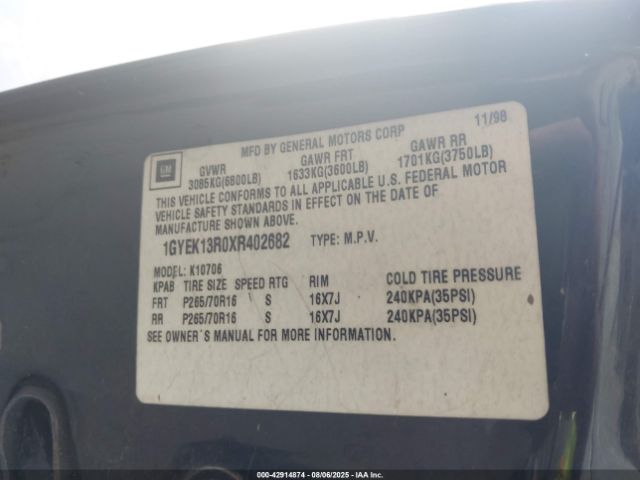 11/98
MFD BY GENERAL MOTORS CORP
GM
GVWR GAWR FRT GAWR RR
3085KG(6800LB) 1633KG(3600LB) 1701KG(3750LB)
THIS VEHICLE CONFORMS TO ALL APPLICABLE U.S. FEDERAL MOTOR
VEHICLE SAFETY STANDARDS IN EFFECT ON THE DATE OF
MANUFACTURE SHOWN ABOVE.
1GYEK13R0XR402682 TYPE: M.P.V.
MODEL: K10706
KPAB TIRE SIZE SPEED RTG RIM COLD TIRE PRESSURE
FRT P265/70R16 S 16X7J 240KPA(35PSI)
RR P265/70R16 S 16X7J 240KPA(35PSI)
SEE OWNER'S MANUAL FOR MORE INFORMATION.
000-42914874 | 08/06/2025 | IAA Inc.